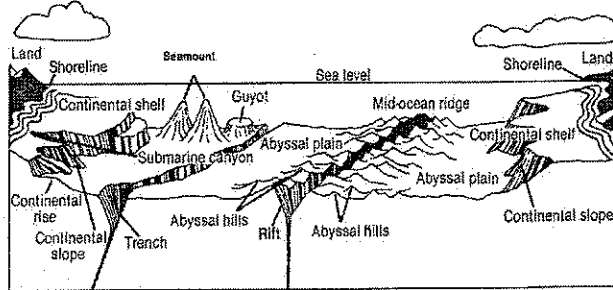 Land
Seamount
Land
Shoreline
Shoreline
Sea level
Continental shelf
Guyot
Mid-ocean ridge
Continental shelf
Abyssal plain
Submarine canyon
Abyssal plain
Continental
rise
Abyssal hills
Continental
slope
Trench
Rift
Abyssal hills
Continental slope